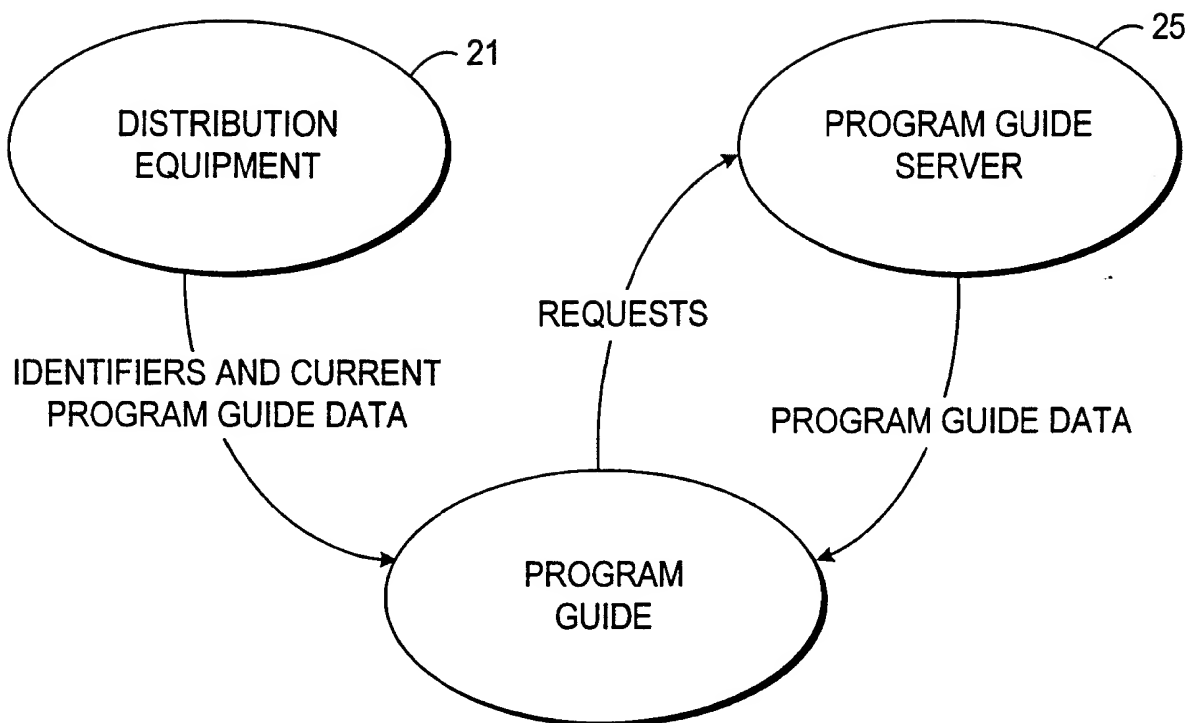 21
DISTRIBUTION
EQUIPMENT
25
PROGRAM GUIDE
SERVER
REQUESTS
IDENTIFIERS AND CURRENT
PROGRAM GUIDE DATA
PROGRAM GUIDE DATA
PROGRAM
GUIDE